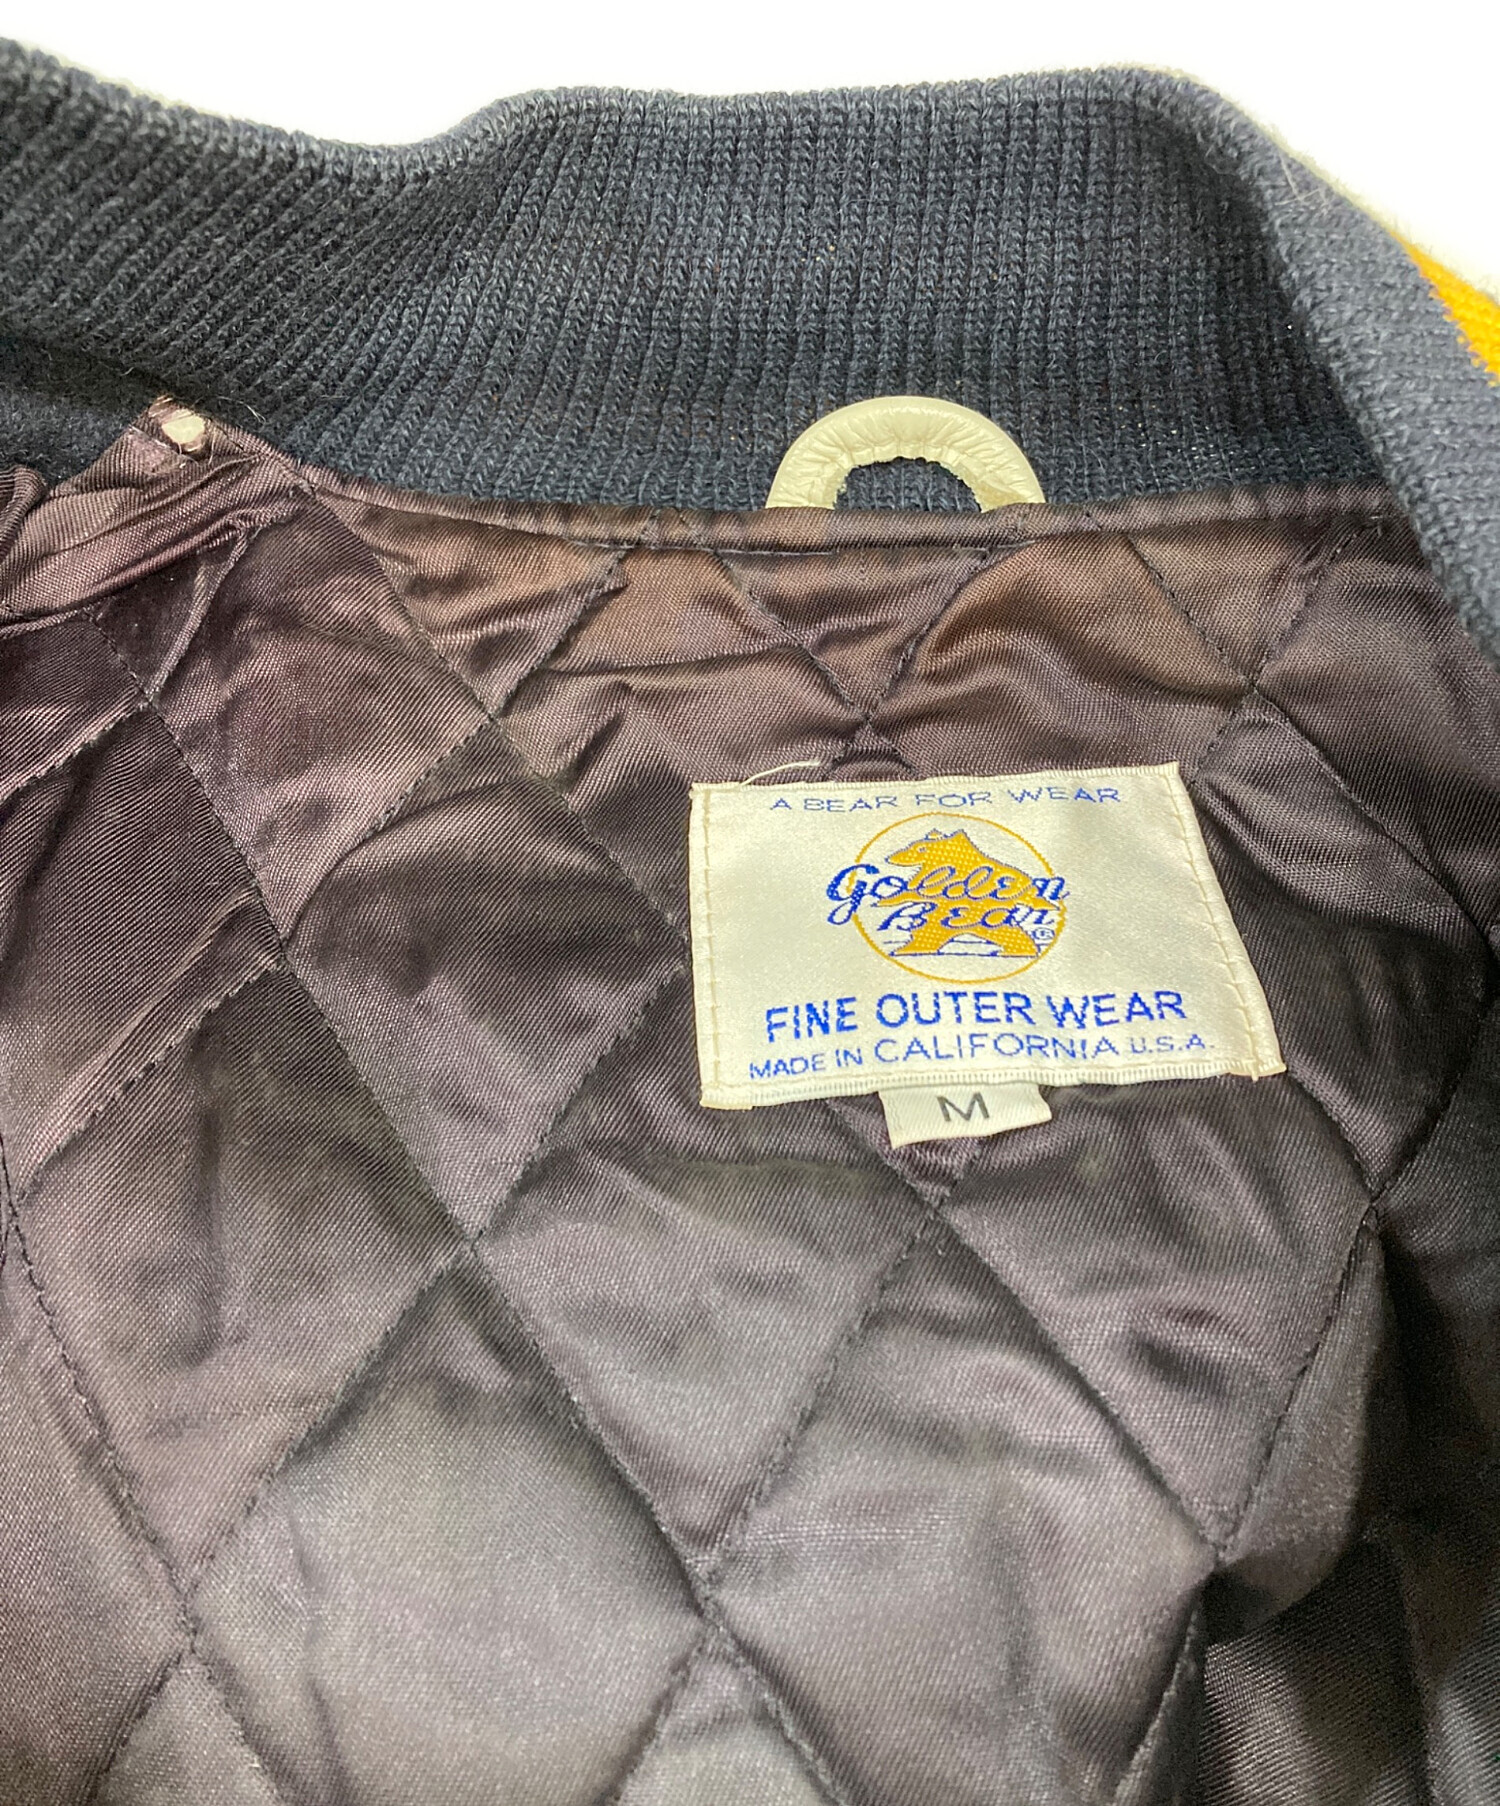 A BEAR FOR WEAR
Golden
Bear®
FINE OUTER WEAR
MADE IN CALIFORNIA U.S.A.
M